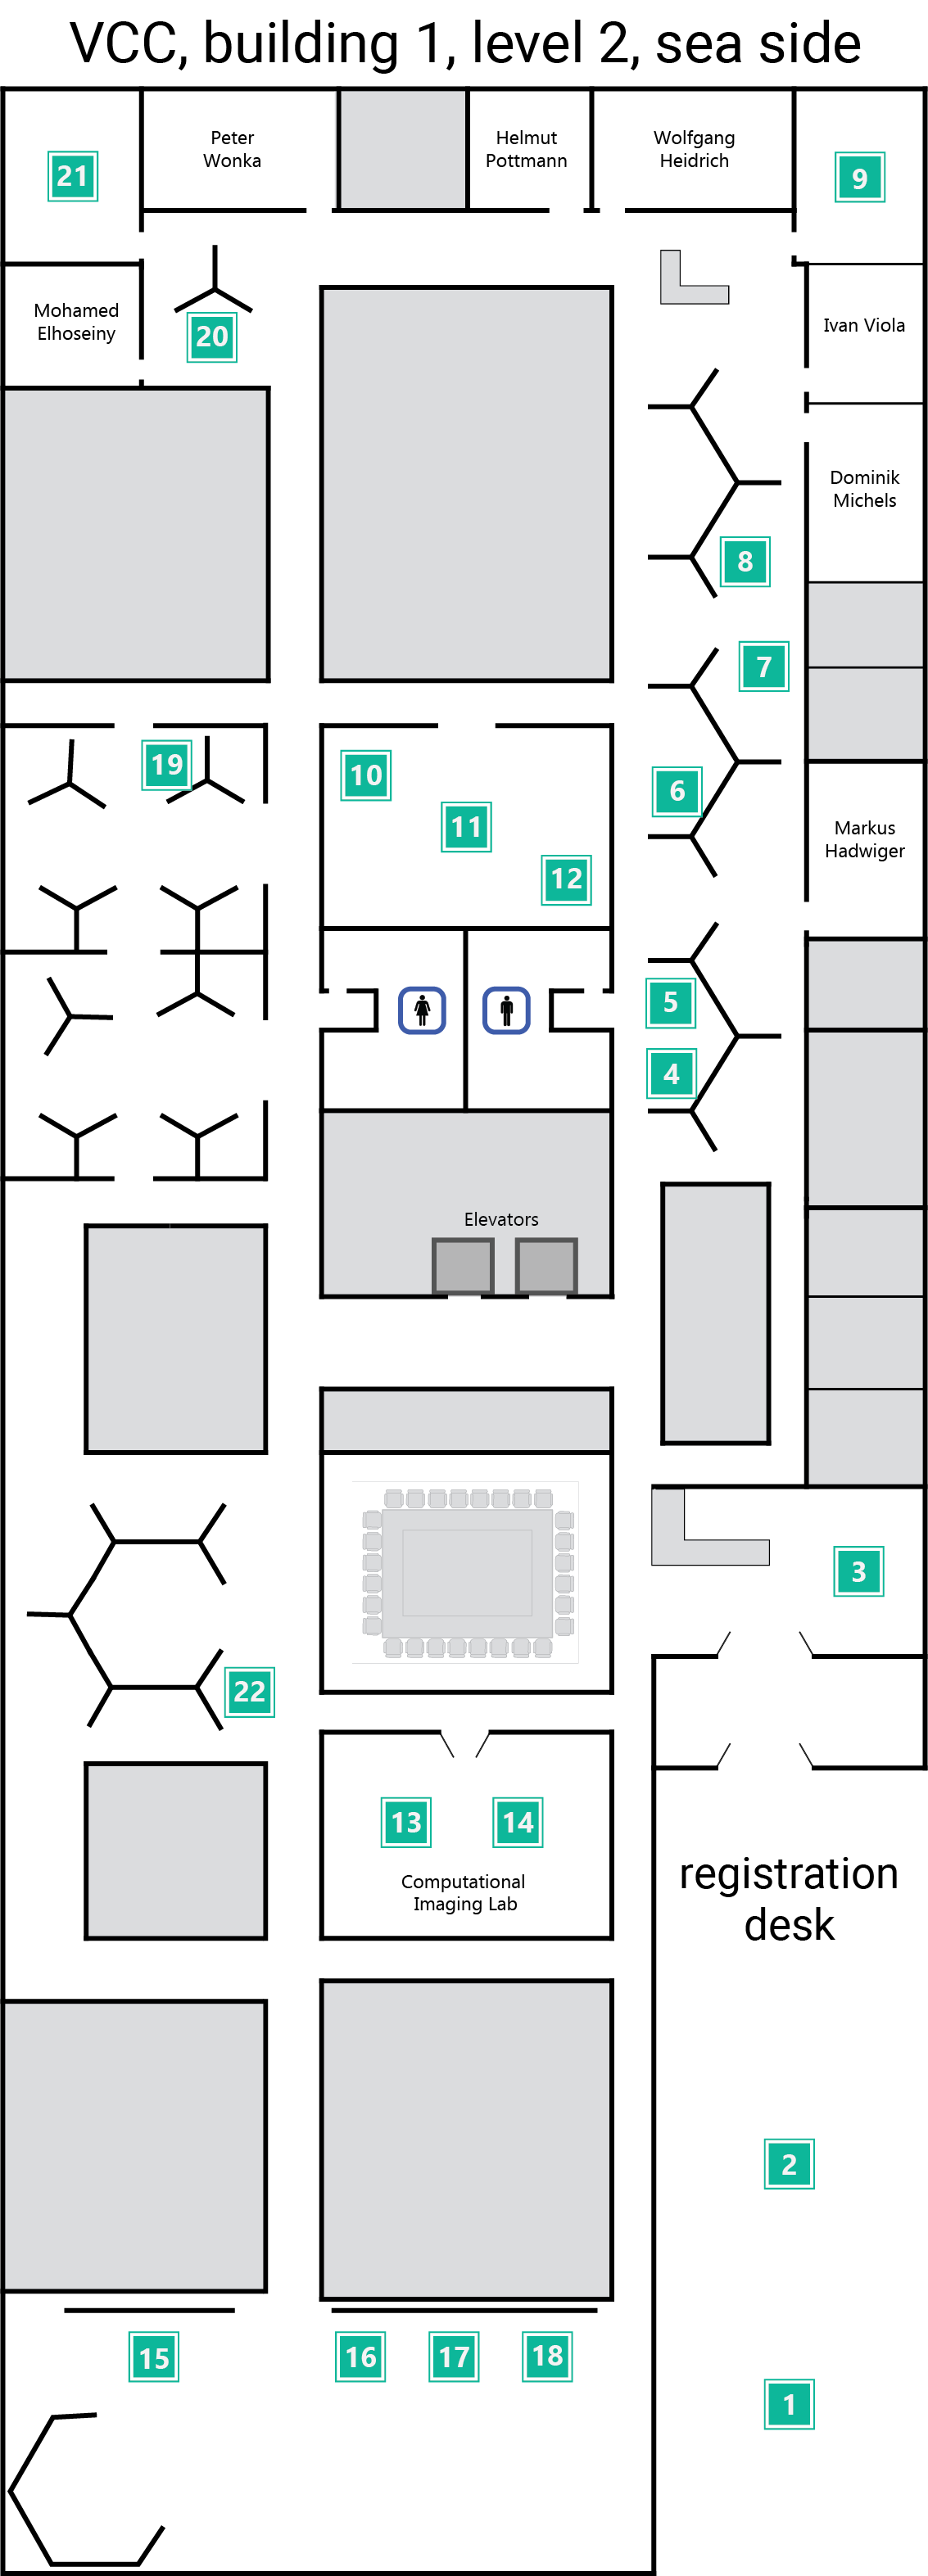 VCC, building 1, level 2, sea side
Peter
Wonka
Helmut
Pottmann
Wolfgang
Heidrich
21
9
Mohamed
Elhoseiny
20
Ivan Viola
Dominik
Michels
8
7
19
10
6
11
Markus
Hadwiger
12
5
4
Elevators
3
22
13
14
Computational
Imaging Lab
registration
desk
2
15
16
17
18
1